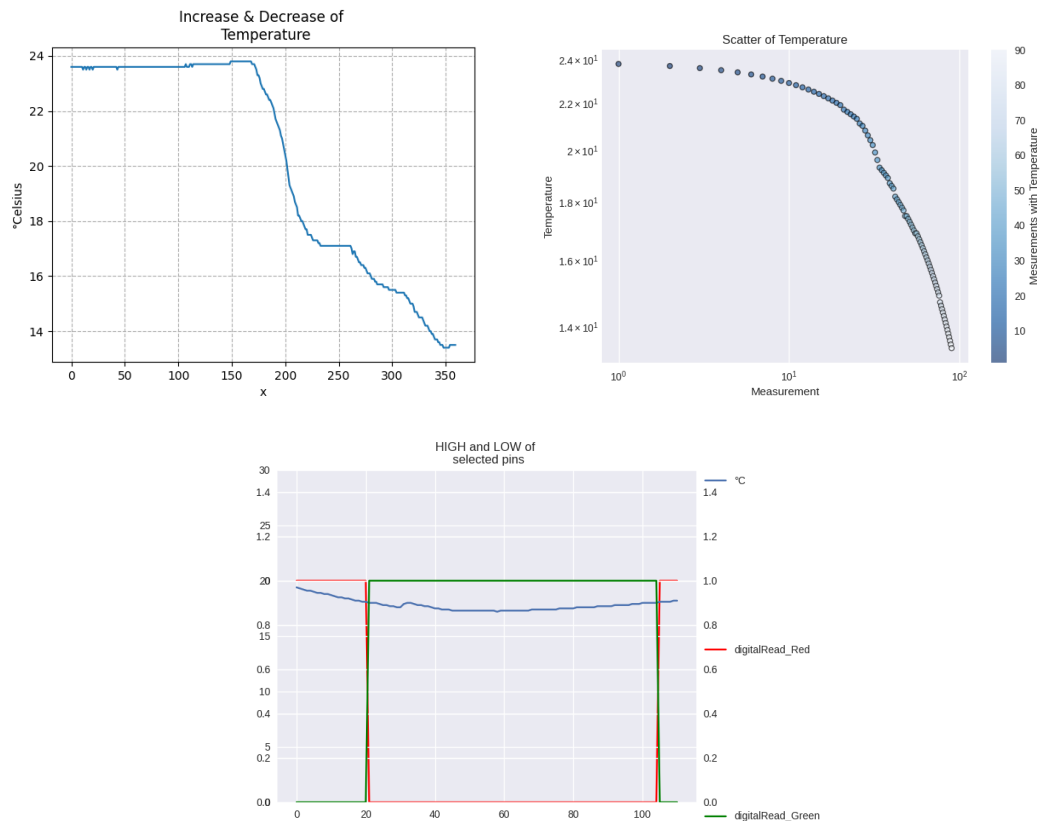 Increase & Decrease of
Temperature
24
22
20
18
16
14
°Celsius
0 50 100 150 200 250 300 350
x
Scatter of Temperature
2.4 × 10¹
2.2 × 10¹
2 × 10¹
1.8 × 10¹
1.6 × 10¹
1.4 × 10¹
Temperature
10⁰ 10¹ 10²
Measurement
90
80
70
60
50
40
30
20
10
Mesurements with Temperature
HIGH and LOW of
selected pins
30
1.4 1.4
25
1.2 1.2
20 1.0
0.8 0.8
15
0.6 0.6
10
0.4 0.4
5
0.2 0.2
0.0 0.0
0 20 40 60 80 100
°C
digitalRead_Red
digitalRead_Green